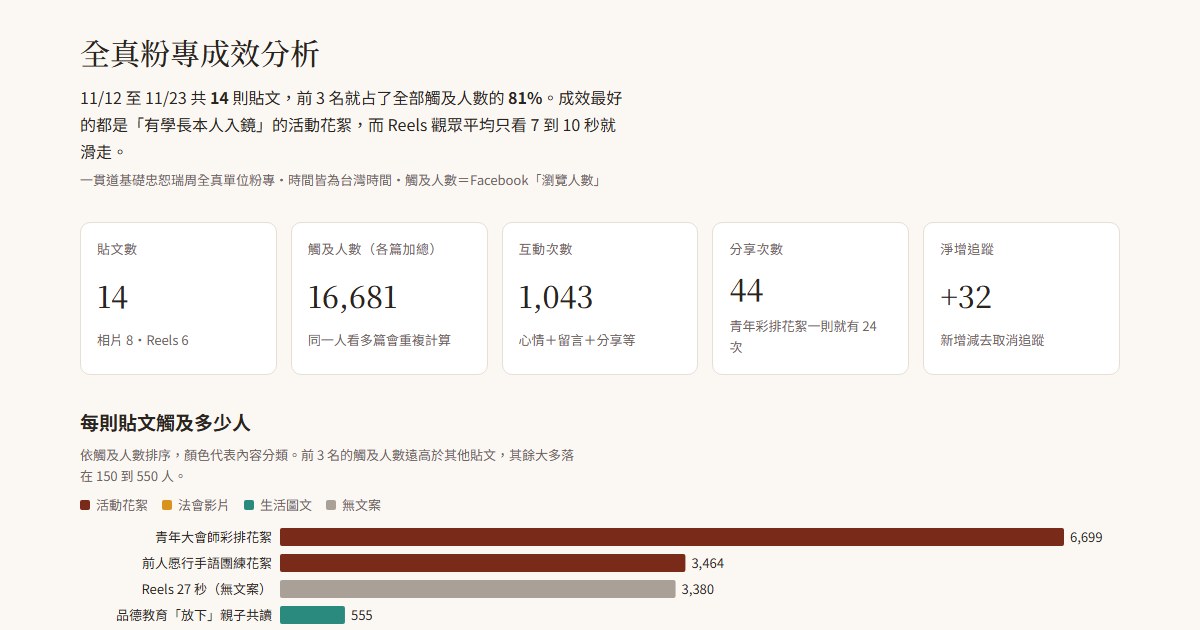 全真粉專成效分析
11/12 至 11/23 共 14 則貼文，前 3 名就占了全部觸及人數的 81%。成效最好
的都是「有學長本人入鏡」的活動花絮，而 Reels 觀眾平均只看 7 到 10 秒就
滑走。
一貫道基礎忠恕瑞周全真單位粉專・時間皆為台灣時間・觸及人數＝Facebook「瀏覽人數」
貼文數
14
相片 8・Reels 6
觸及人數（各篇加總）
16,681
同一人看多篇會重複計算
互動次數
1,043
心情＋留言＋分享等
分享次數
44
青年彩排花絮一則就有 24
次
淨增追蹤
+32
新增減去取消追蹤
每則貼文觸及多少人
依觸及人數排序，顏色代表內容分類。前 3 名的觸及人數遠高於其他貼文，其餘大多落
在 150 到 550 人。
活動花絮 法會影片 生活圖文 無文案
青年大會師彩排花絮 6,699
前人愿行手語團練花絮 3,464
Reels 27 秒（無文案） 3,380
品德教育「放下」親子共讀 555